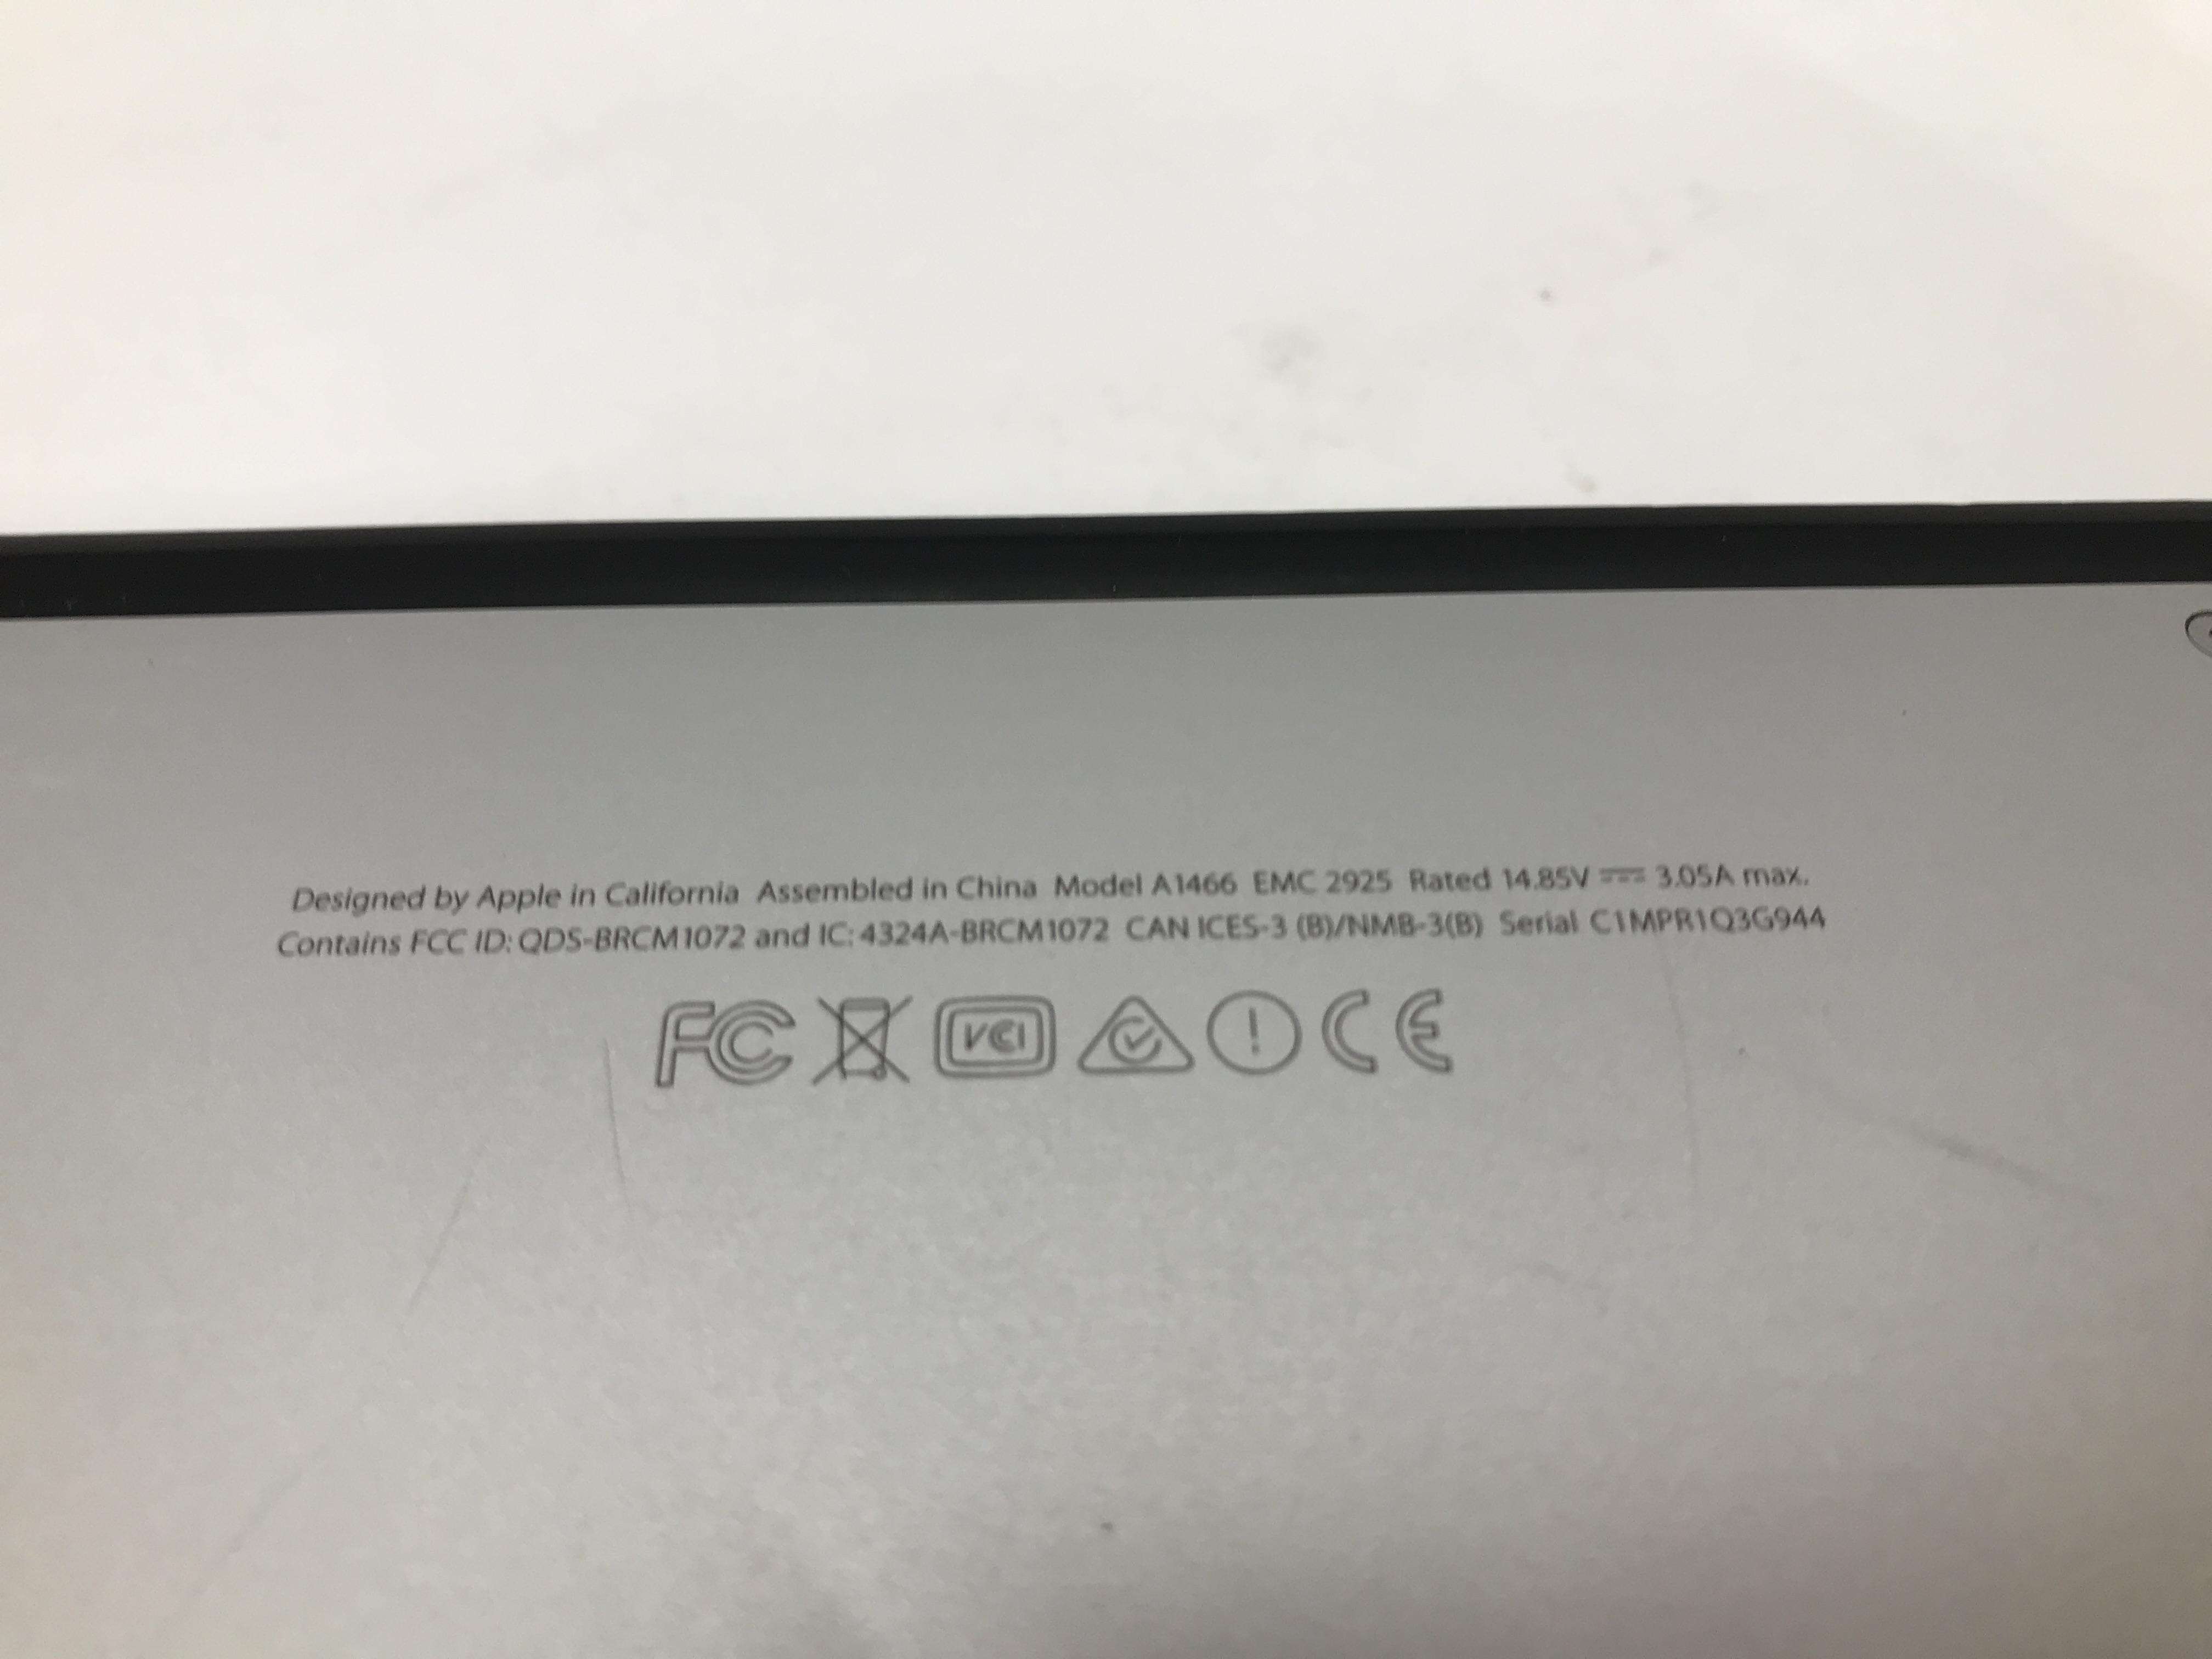 Designed by Apple in California Assembled in China Model A1466 EMC 2925 Rated 14.85V ⎓ 3.05A max.
Contains FCC ID: QDS-BRCM1072 and IC: 4324A-BRCM1072 CAN ICES-3 (B)/NMB-3(B) Serial C1MPR1Q3G944
FC VCI ! CE